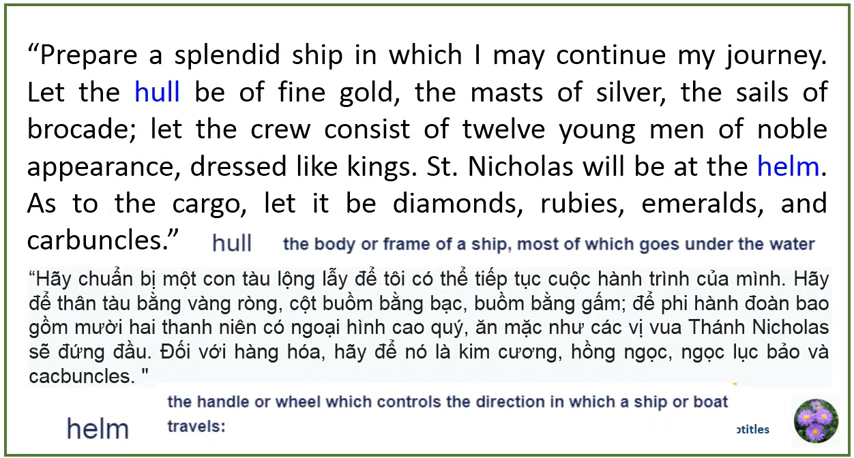 “Prepare a splendid ship in which I may continue my journey.
Let the hull be of fine gold, the masts of silver, the sails of
brocade; let the crew consist of twelve young men of noble
appearance, dressed like kings. St. Nicholas will be at the helm.
As to the cargo, let it be diamonds, rubies, emeralds, and
carbuncles.” hull the body or frame of a ship, most of which goes under the water
“Hãy chuẩn bị một con tàu lộng lẫy để tôi có thể tiếp tục cuộc hành trình của mình. Hãy
để thân tàu bằng vàng ròng, cột buồm bằng bạc, buồm bằng gấm; để phi hành đoàn bao
gồm mười hai thanh niên có ngoại hình cao quý, ăn mặc như các vị vua Thánh Nicholas
sẽ đứng đầu. Đối với hàng hóa, hãy để nó là kim cương, hồng ngọc, ngọc lục bảo và
cacbuncles. "
the handle or wheel which controls the direction in which a ship or boat
helm travels: